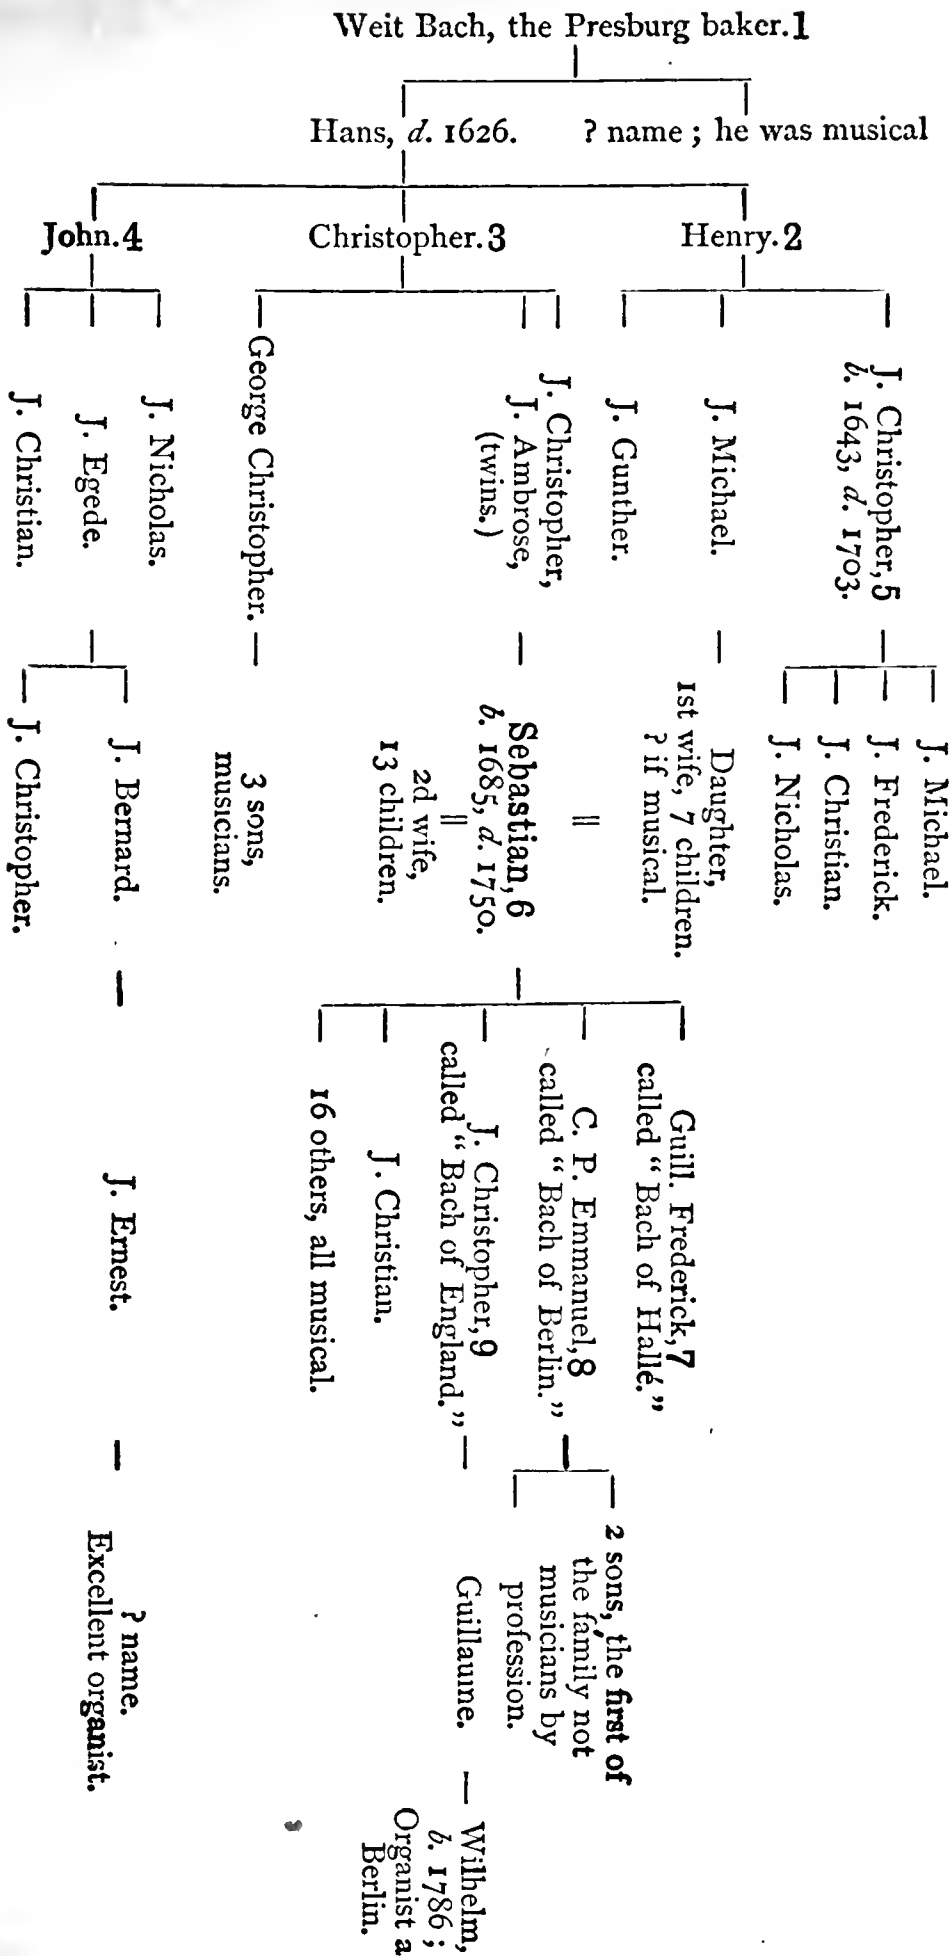 Weit Bach, the Presburg baker.1
Hans, d. 1626.
? name ; he was musical
John.4
Christopher.3
Henry.2
J. Christopher,5
b. 1643, d. 1703.
J. Michael.
J. Gunther.
J. Christopher,
J. Ambrose,
(twins.)
George Christopher.
J. Nicholas.
J. Egede.
J. Christian.
J. Michael.
J. Frederick.
J. Christian.
J. Nicholas.
Daughter,
1st wife, 7 children.
? if musical.
Sebastian,6
b. 1685, d. 1750.
2d wife,
13 children.
3 sons,
musicians.
J. Bernard.
J. Christopher.
Guill. Frederick,7
called “Bach of Hallé.”
C. P. Emmanuel,8
called “Bach of Berlin.”
J. Christopher,9
called “Bach of England.”
J. Christian.
16 others, all musical.
J. Ernest.
2 sons, the first of
the family not
musicians by
profession.
Guillaune.
? name.
Excellent organist.
Wilhelm,
b. 1786 ;
Organist a
Berlin.